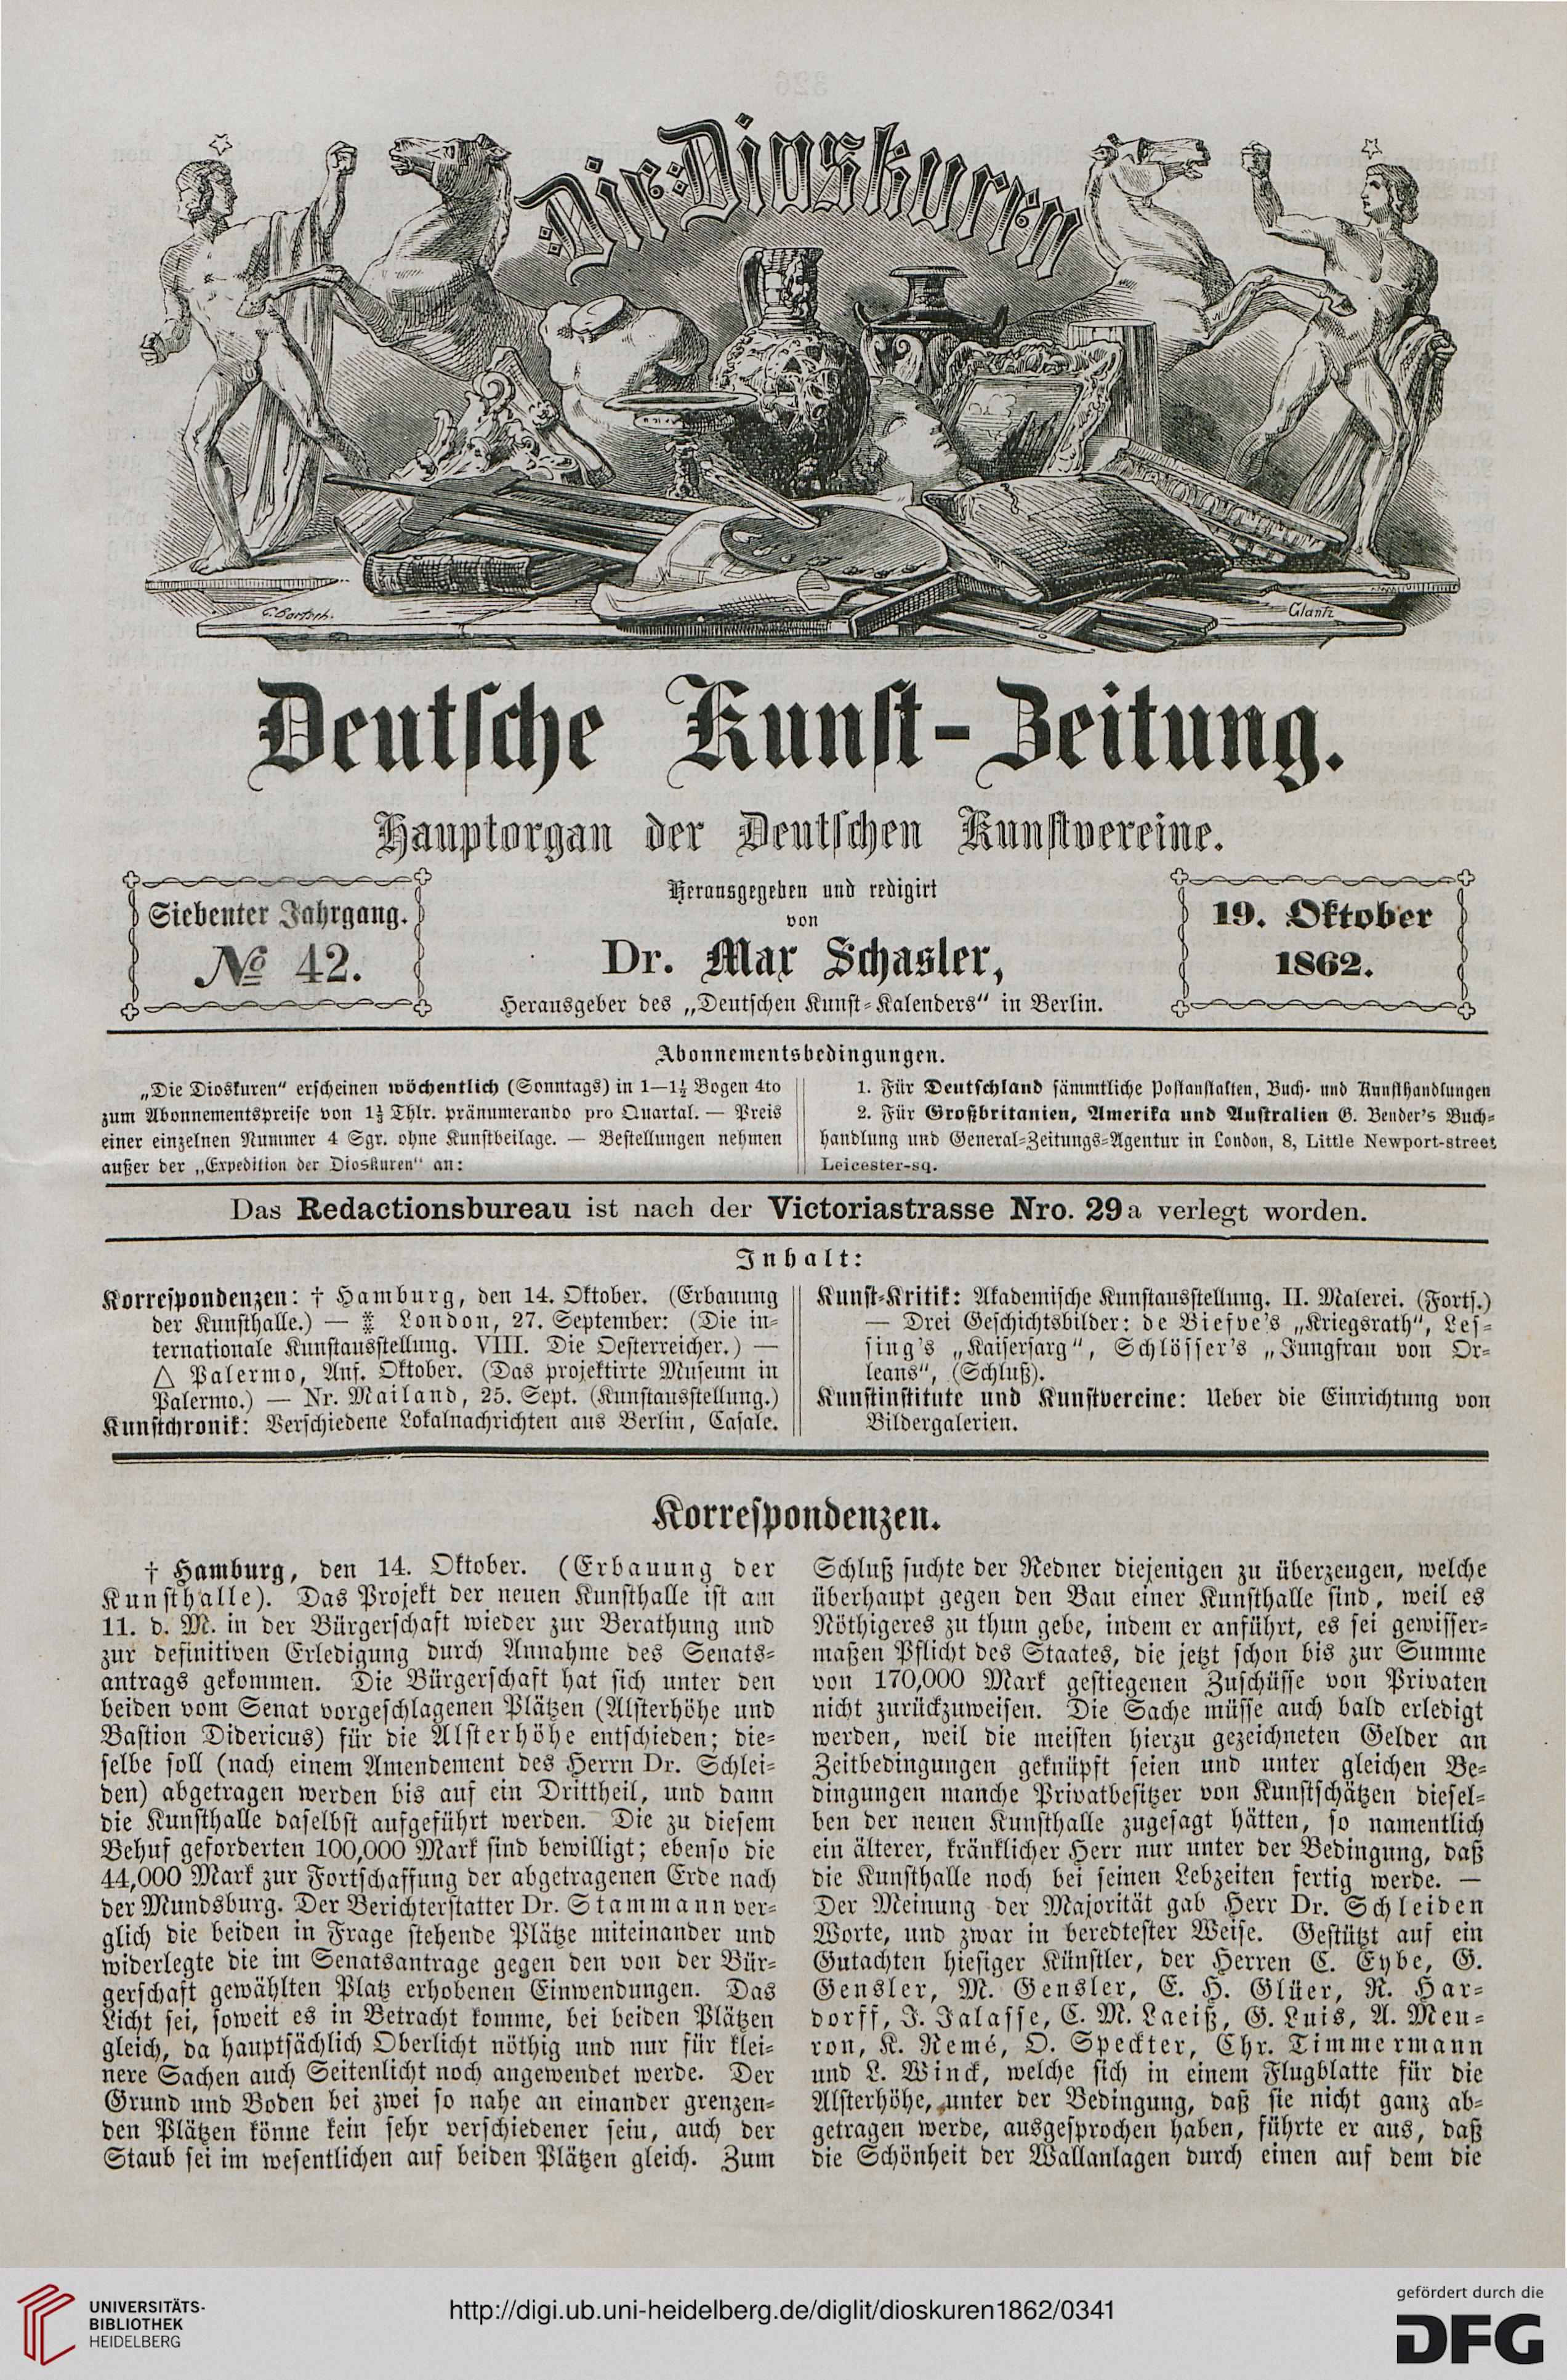 Die Dioskuren
C. Bartsch.
Glantz
Deutsche Kunst-Zeitung.
Hauptorgan der Deutschen Kunstvereine.
Siebenter Jahrgang.
№ 42.
Herausgegeben und redigirt
von
Dr. Max Schasler,
Herausgeber des „Deutschen Kunst-Kalenders" in Berlin.
19. Oktober
1862.
Abonnementsbedingungen.
„Die Dioskuren" erscheinen wöchentlich (Sonntags) in 1—1½ Bogen 4to
zum Abonnementspreise von 1½ Thlr. pränumerando pro Quartal. — Preis
einer einzelnen Nummer 4 Sgr. ohne Kunstbeilage. — Bestellungen nehmen
außer der „Expedition der Dioskuren" an:
1. Für Deutschland sämmtliche Postanstalten, Buch- und Kunsthandlungen
2. Für Großbritanien, Amerika und Australien G. Bender's Buch-
handlung und General-Zeitungs-Agentur in London, 8, Little Newport-street
Leicester-sq.
Das Redactionsbureau ist nach der Victoriastrasse Nro. 29a verlegt worden.
Inhalt:
Korrespondenzen: † Hamburg, den 14. Oktober. (Erbauung
der Kunsthalle.) — ⁑ London, 27. September: (Die in-
ternationale Kunstausstellung. VIII. Die Oesterreicher.) —
△ Palermo, Anf. Oktober. (Das projektirte Museum in
Palermo.) — Nr. Mailand, 25. Sept. (Kunstausstellung.)
Kunstchronik: Verschiedene Lokalnachrichten aus Berlin, Casale.
Kunst-Kritik: Akademische Kunstausstellung. II. Malerei. (Forts.)
— Drei Geschichtsbilder: de Biefve's „Kriegsrath", Les-
sing's „Kaisersarg", Schlösser's „Jungfrau von Or-
leans", (Schluß).
Kunstinstitute und Kunstvereine: Ueber die Einrichtung von
Bildergalerien.
Korrespondenzen.
† Hamburg, den 14. Oktober. (Erbauung der
Kunsthalle). Das Projekt der neuen Kunsthalle ist am
11. d. M. in der Bürgerschaft wieder zur Berathung und
zur definitiven Erledigung durch Annahme des Senats-
antrags gekommen. Die Bürgerschaft hat sich unter den
beiden vom Senat vorgeschlagenen Plätzen (Alsterhöhe und
Bastion Didericus) für die Alsterhöhe entschieden; die-
selbe soll (nach einem Amendement des Herrn Dr. Schlei-
den) abgetragen werden bis auf ein Drittheil, und dann
die Kunsthalle daselbst aufgeführt werden. Die zu diesem
Behuf geforderten 100,000 Mark sind bewilligt; ebenso die
44,000 Mark zur Fortschaffung der abgetragenen Erde nach
der Mundsburg. Der Berichterstatter Dr. Stammann ver-
glich die beiden in Frage stehende Plätze miteinander und
widerlegte die im Senatsantrage gegen den von der Bür-
gerschaft gewählten Platz erhobenen Einwendungen. Das
Licht sei, soweit es in Betracht komme, bei beiden Plätzen
gleich, da hauptsächlich Oberlicht nöthig und nur für klei-
nere Sachen auch Seitenlicht noch angewendet werde. Der
Grund und Boden bei zwei so nahe an einander grenzen-
den Plätzen könne kein sehr verschiedener sein, auch der
Staub sei im wesentlichen auf beiden Plätzen gleich. Zum
Schluß suchte der Redner diejenigen zu überzeugen, welche
überhaupt gegen den Bau einer Kunsthalle sind, weil es
Nöthigeres zu thun gebe, indem er anführt, es sei gewisser-
maßen Pflicht des Staates, die jetzt schon bis zur Summe
von 170,000 Mark gestiegenen Zuschüsse von Privaten
nicht zurückzuweisen. Die Sache müsse auch bald erledigt
werden, weil die meisten hierzu gezeichneten Gelder an
Zeitbedingungen geknüpft seien und unter gleichen Be-
dingungen manche Privatbesitzer von Kunstschätzen diesel-
ben der neuen Kunsthalle zugesagt hätten, so namentlich
ein älterer, kränklicher Herr nur unter der Bedingung, daß
die Kunsthalle noch bei seinen Lebzeiten fertig werde. —
Der Meinung der Majorität gab Herr Dr. Schleiden
Worte, und zwar in beredtester Weise. Gestützt auf ein
Gutachten hiesiger Künstler, der Herren C. Eybe, G.
Gensler, M. Gensler, E. H. Glüer, R. Har-
dorff, J. Jalasse, C. M. Laeiß, G. Luis, A. Meu-
ron, K. Remé, O. Speckter, Chr. Timmermann
und L. Winck, welche sich in einem Flugblatte für die
Alsterhöhe, unter der Bedingung, daß sie nicht ganz ab-
getragen werde, ausgesprochen haben, führte er aus, daß
die Schönheit der Wallanlagen durch einen auf dem die
UNIVERSITÄTS-
BIBLIOTHEK
HEIDELBERG
http://digi.ub.uni-heidelberg.de/diglit/dioskuren1862/0341
gefördert durch die
DFG